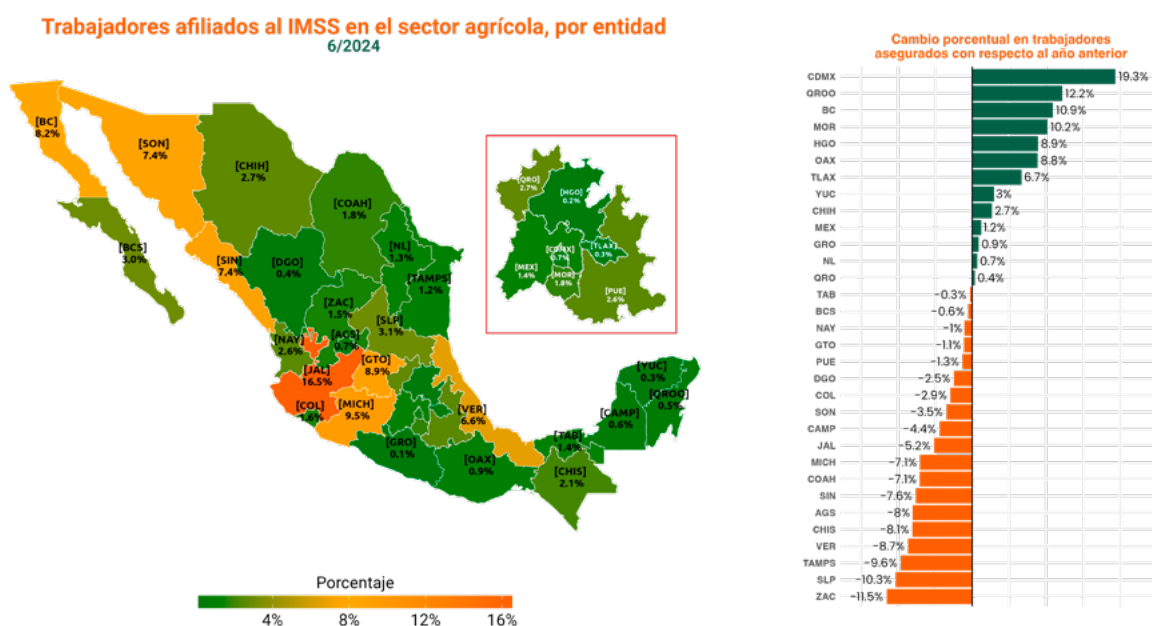 Trabajadores afiliados al IMSS en el sector agrícola, por entidad
6/2024
[BC]
8.2%
[SON]
7.4%
[CHIH]
2.7%
[COAH]
1.8%
[BCS]
3.0%
[SIN]
7.4%
[DGO]
0.4%
[NL]
1.3%
[TAMPS]
1.2%
[ZAC]
1.5%
[SLP]
3.1%
[NAY]
2.6%
[AGS]
0.7%
[JAL]
16.5%
[GTO]
8.9%
[COL]
1.6%
[MICH]
9.5%
[VER]
6.6%
[GRO]
0.1%
[OAX]
0.9%
[TAB]
1.4%
[CHIS]
2.1%
[CAMP]
0.6%
[YUC]
0.3%
[QROO]
0.5%
[QRO]
2.7%
[HGO]
0.2%
[CDMX]
0.7%
[TLAX]
0.3%
[MEX]
1.4%
[MOR]
1.8%
[PUE]
2.6%
Porcentaje
4% 8% 12% 16%
Cambio porcentual en trabajadores
asegurados con respecto al año anterior
CDMX 19.3%
QROO 12.2%
BC 10.9%
MOR 10.2%
HGO 8.9%
OAX 8.8%
TLAX 6.7%
YUC 3%
CHIH 2.7%
MEX 1.2%
GRO 0.9%
NL 0.7%
QRO 0.4%
TAB -0.3%
BCS -0.6%
NAY -1%
GTO -1.1%
PUE -1.3%
DGO -2.5%
COL -2.9%
SON -3.5%
CAMP -4.4%
JAL -5.2%
MICH -7.1%
COAH -7.1%
SIN -7.6%
AGS -8%
CHIS -8.1%
VER -8.7%
TAMPS -9.6%
SLP -10.3%
ZAC -11.5%